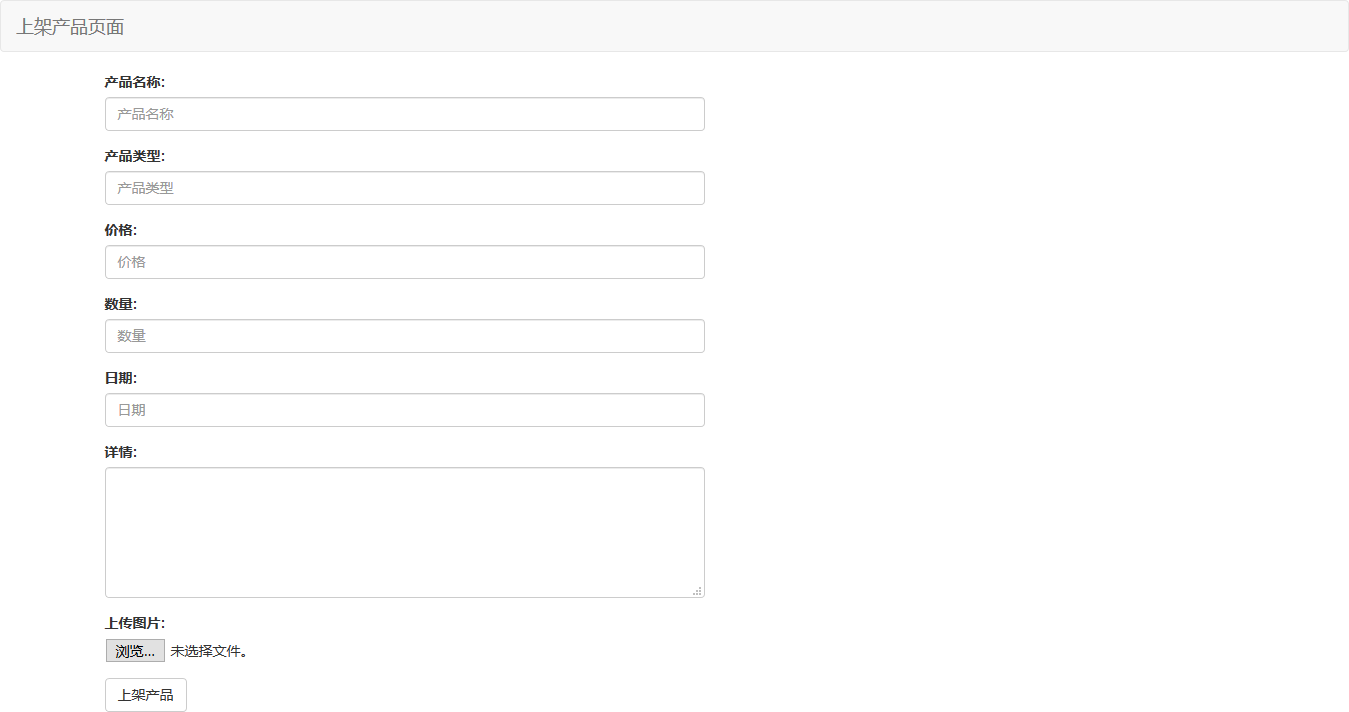 上架产品页面
产品名称:
产品名称
产品类型:
产品类型
价格:
价格
数量:
数量
日期:
日期
详情:
上传图片:
浏览... 未选择文件。
上架产品